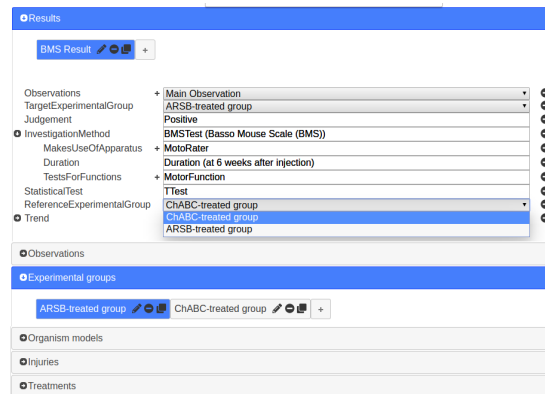 Results
BMS Result +
Observations + Main Observation
TargetExperimentalGroup ARSB-treated group
Judgement Positive
InvestigationMethod BMSTest (Basso Mouse Scale (BMS))
MakesUseOfApparatus + MotoRater
Duration Duration (at 6 weeks after injection)
TestsForFunctions + MotorFunction
StatisticalTest TTest
ReferenceExperimentalGroup ChABC-treated group
ChABC-treated group
Trend
ARSB-treated group
Observations
Experimental groups
ARSB-treated group ChABC-treated group +
Organism models
Injuries
Treatments